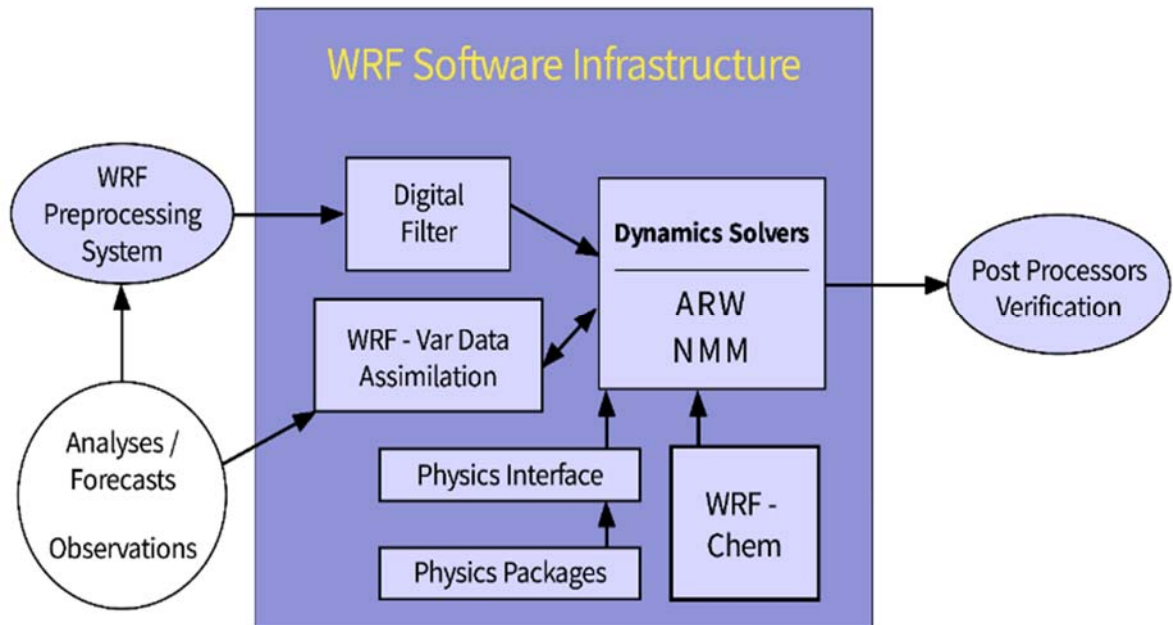 WRF Software Infrastructure
WRF
Preprocessing
System
Digital
Filter
Dynamics Solvers
ARW
NMM
Post Processors
Verification
WRF - Var Data
Assimilation
Analyses /
Forecasts
Observations
Physics Interface
Physics Packages
WRF -
Chem